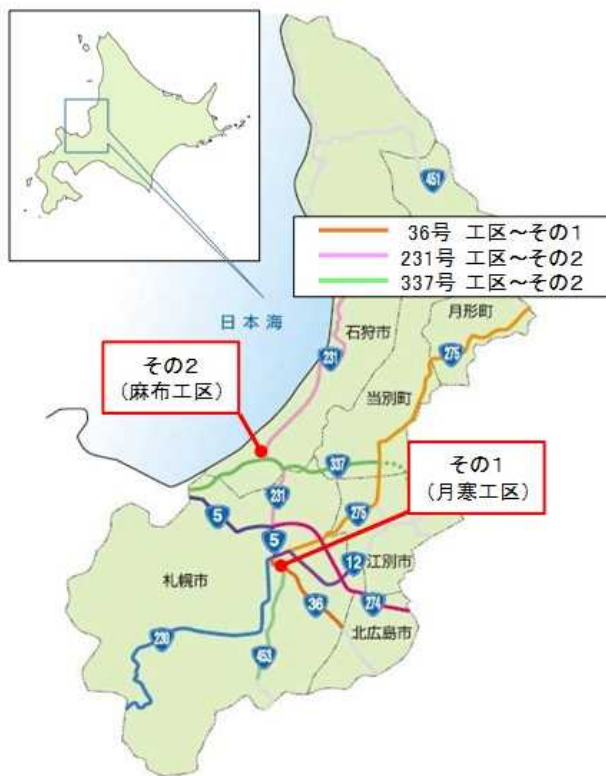 451
36号 工区～その1
231号 工区～その2
337号 工区～その2
日本海
石狩市
月形町
231
275
当別町
その2
（麻布工区）
337
その1
（月寒工区）
231
275
5
5
札幌市
12
江別市
36
274
北広島市
230
453